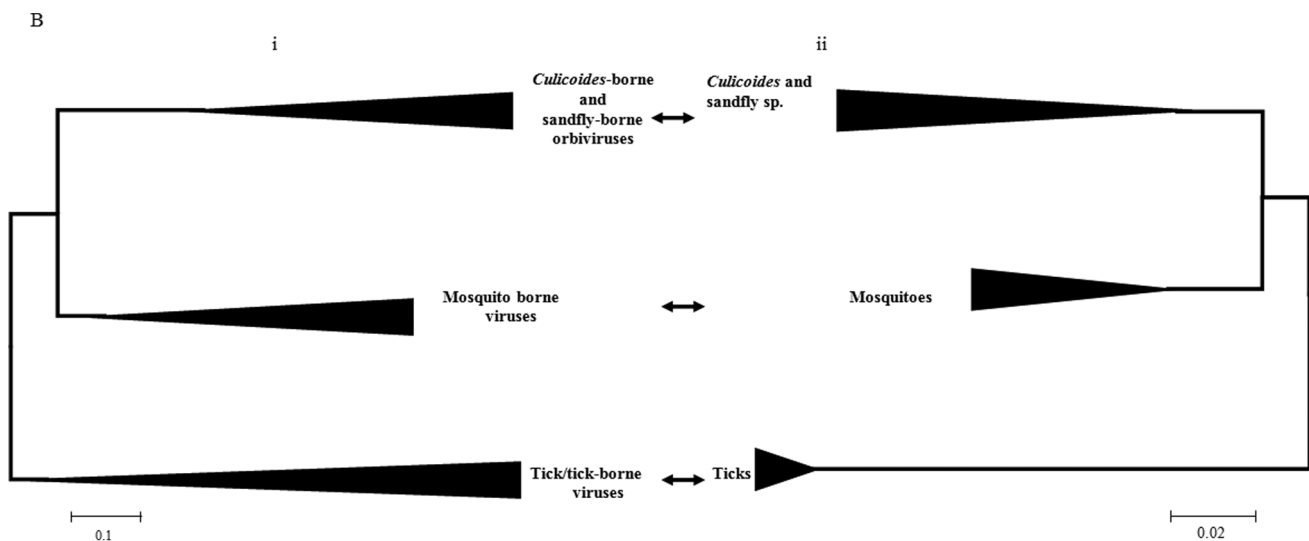 B
i
ii
Culicoides-borne
and
sandfly-borne
orbiviruses
Culicoides and
sandfly sp.
Mosquito borne
viruses
Mosquitoes
Tick/tick-borne
viruses
Ticks
0.1
0.02